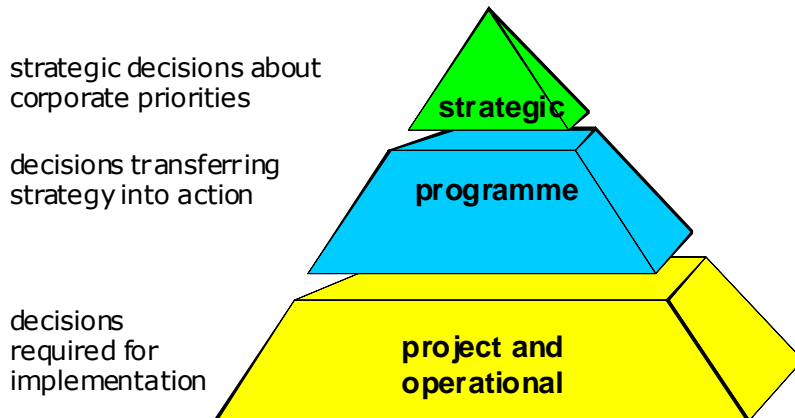 strategic decisions about
corporate priorities
strategic
decisions transferring
strategy into action
programme
decisions
required for
implementation
project and
operational